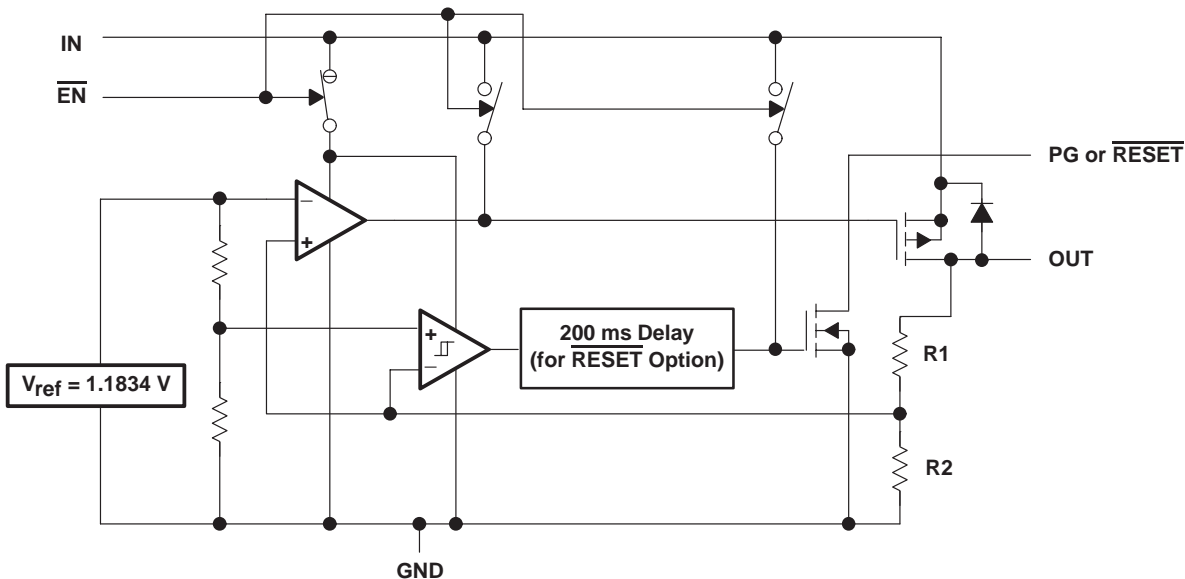 IN
EN
PG or RESET
OUT
−
+
+
−
200 ms Delay
(for RESET Option)
R1
Vref = 1.1834 V
R2
GND